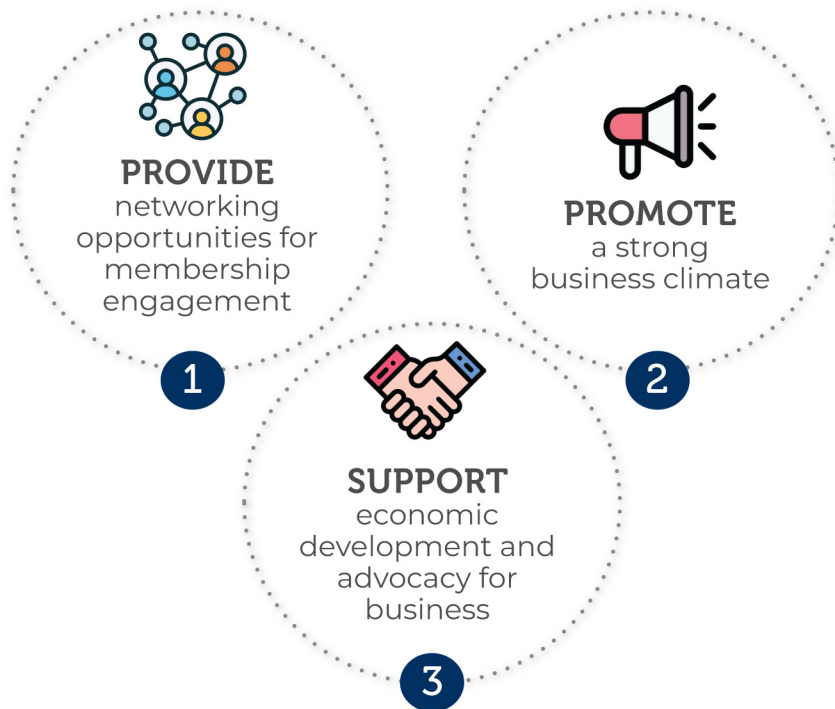 PROVIDE
networking
opportunities for
membership
engagement
1
PROMOTE
a strong
business climate
2
SUPPORT
economic
development and
advocacy for
business
3